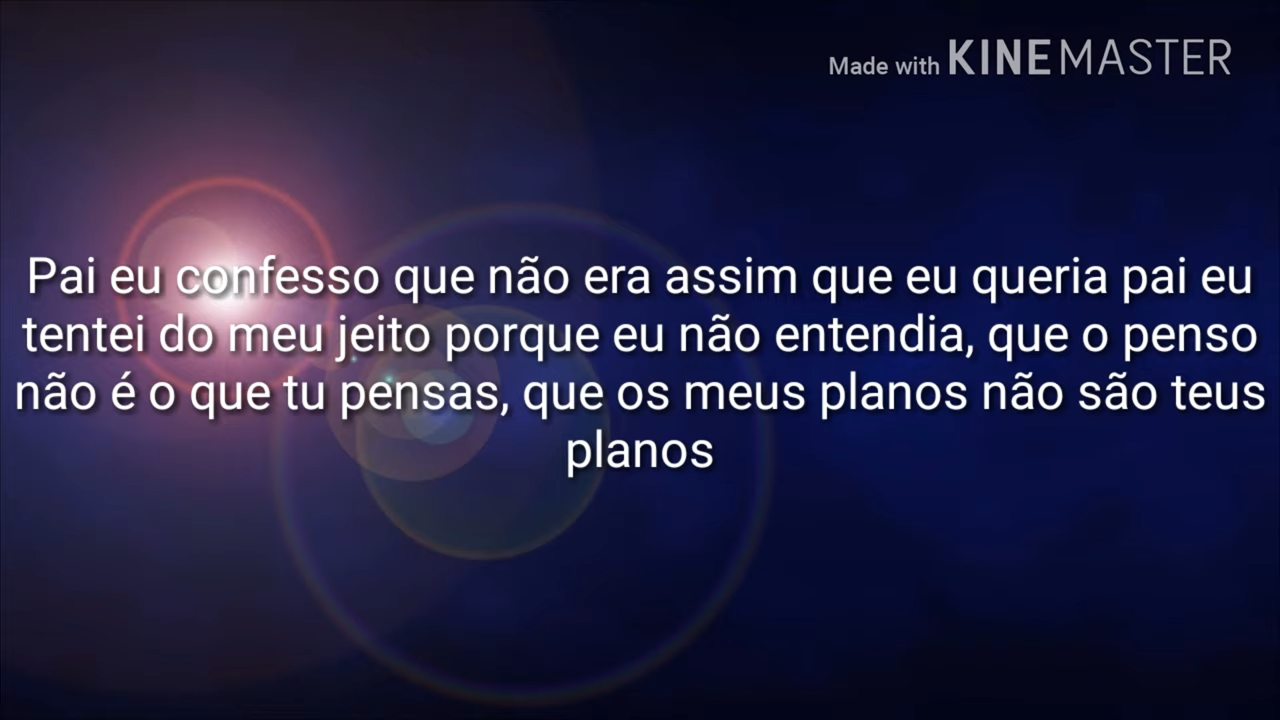 Made with KINEMASTER
Pai eu confesso que não era assim que eu queria pai eu
tentei do meu jeito porque eu não entendia, que o penso
não é o que tu pensas, que os meus planos não são teus
planos